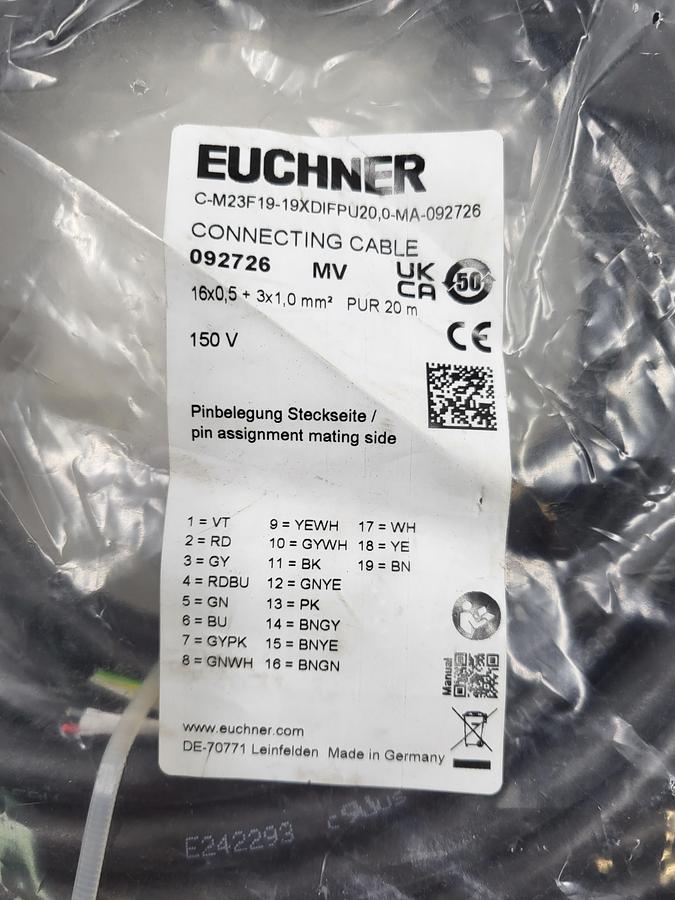 EUCHNER
C-M23F19-19XDIFPU20,0-MA-092726
CONNECTING CABLE
092726 MV UK CA 50
16x0,5 + 3x1,0 mm² PUR 20 m
CE
150 V
Pinbelegung Steckseite /
pin assignment mating side
1 = VT 9 = YEWH 17 = WH
2 = RD 10 = GYWH 18 = YE
3 = GY 11 = BK 19 = BN
4 = RDBU 12 = GNYE
5 = GN 13 = PK
6 = BU 14 = BNGY
7 = GYPK 15 = BNYE
8 = GNWH 16 = BNGN
Manual
www.euchner.com
DE-70771 Leinfelden Made in Germany
E242293